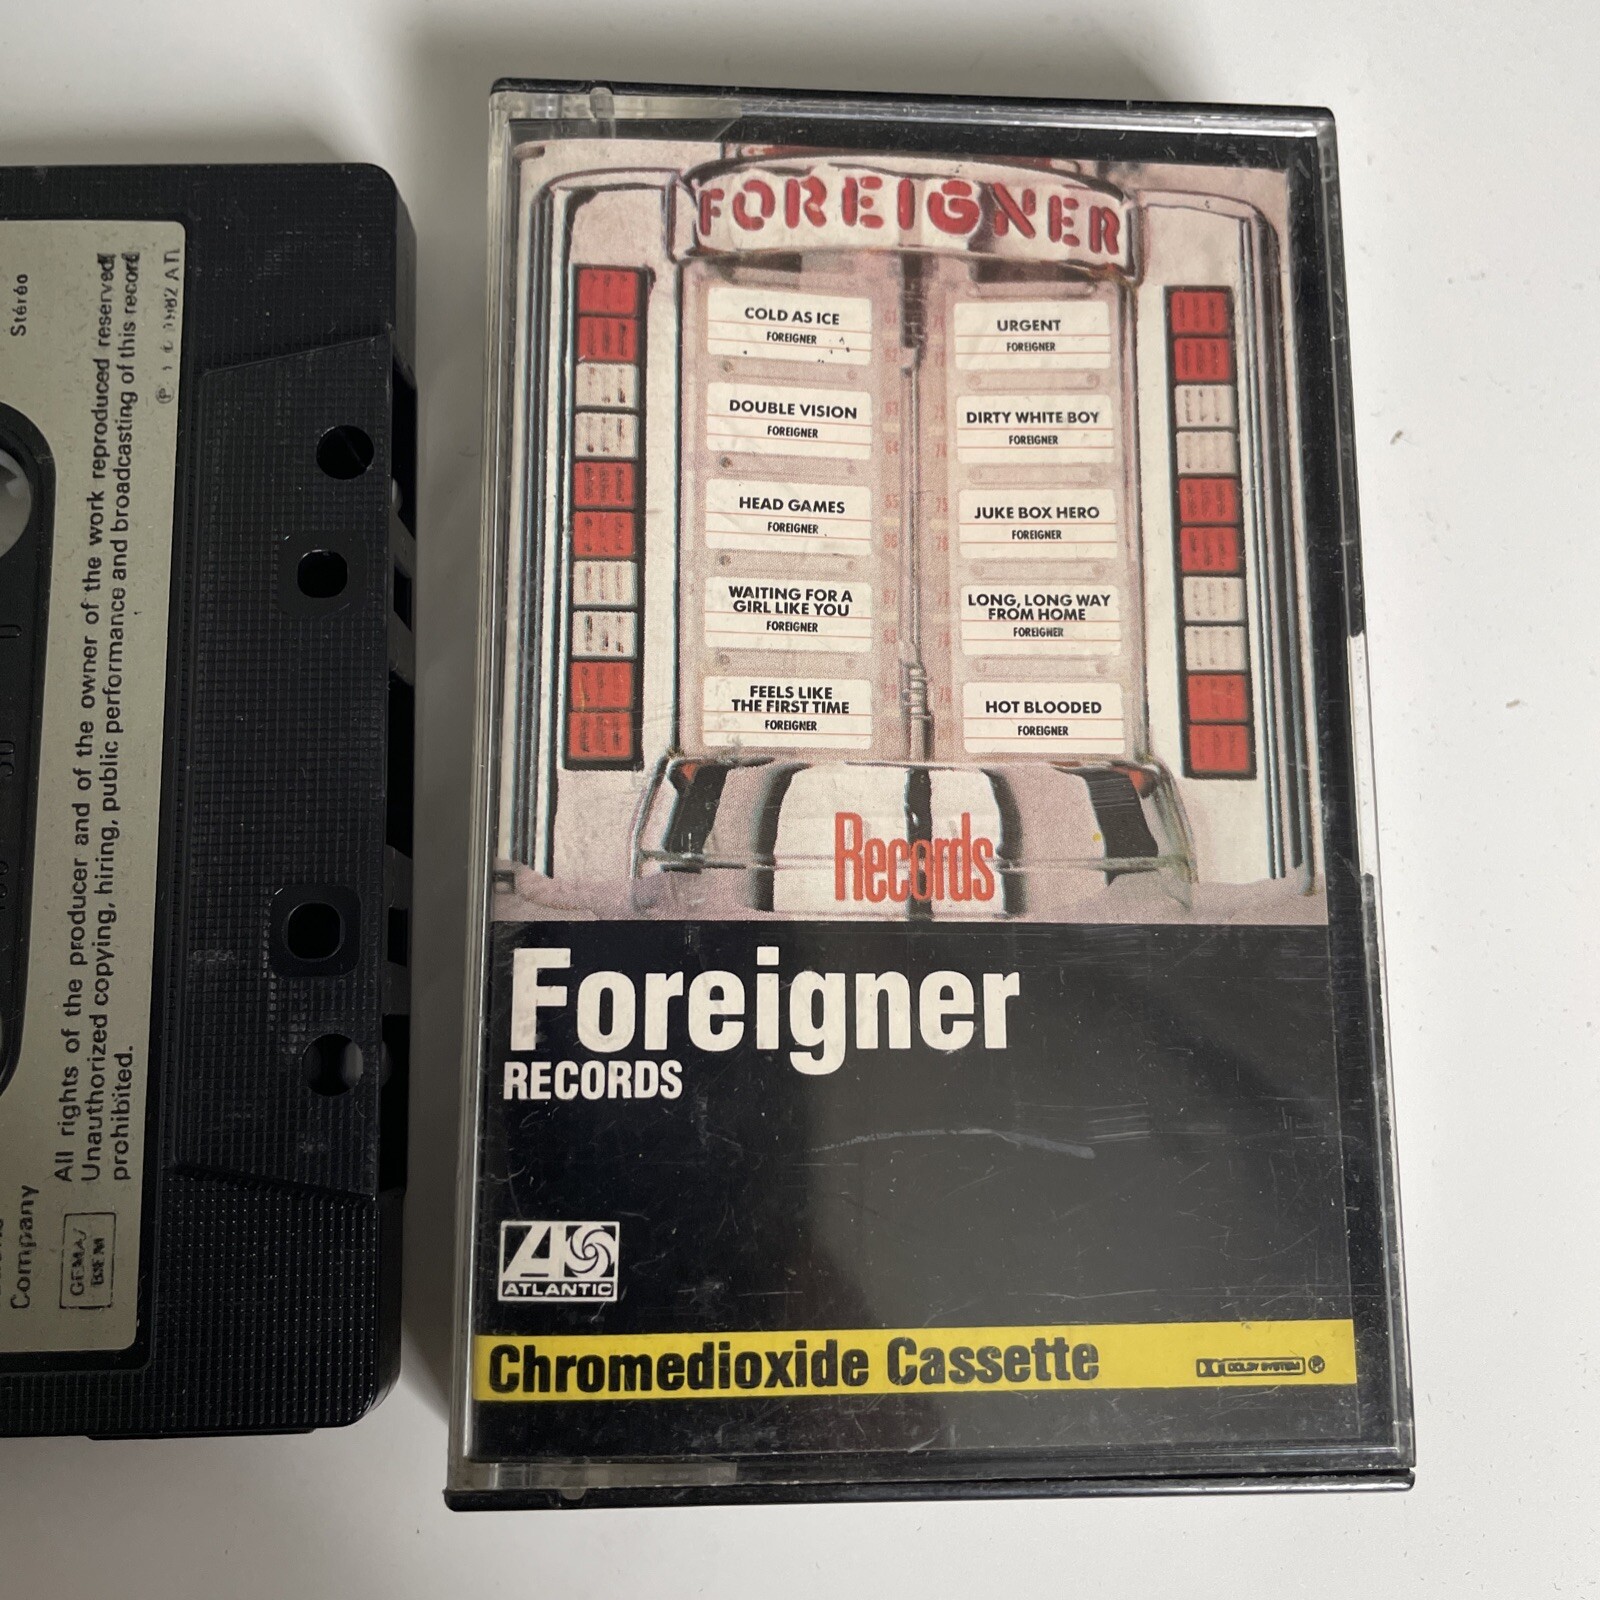 Stéréo
All rights of the producer and of the owner of the work reproduced reserved
Unauthorized copying, hiring, public performance and broadcasting of this record
prohibited.
Company
GEMA/
BIEM
FOREIGNER
COLD AS ICE
FOREIGNER
DOUBLE VISION
FOREIGNER
HEAD GAMES
FOREIGNER
WAITING FOR A
GIRL LIKE YOU
FOREIGNER
FEELS LIKE
THE FIRST TIME
FOREIGNER
URGENT
FOREIGNER
DIRTY WHITE BOY
FOREIGNER
JUKE BOX HERO
FOREIGNER
LONG, LONG WAY
FROM HOME
FOREIGNER
HOT BLOODED
FOREIGNER
Records
Foreigner
RECORDS
ATLANTIC
Chromedioxide Cassette
DOLBY SYSTEM ®